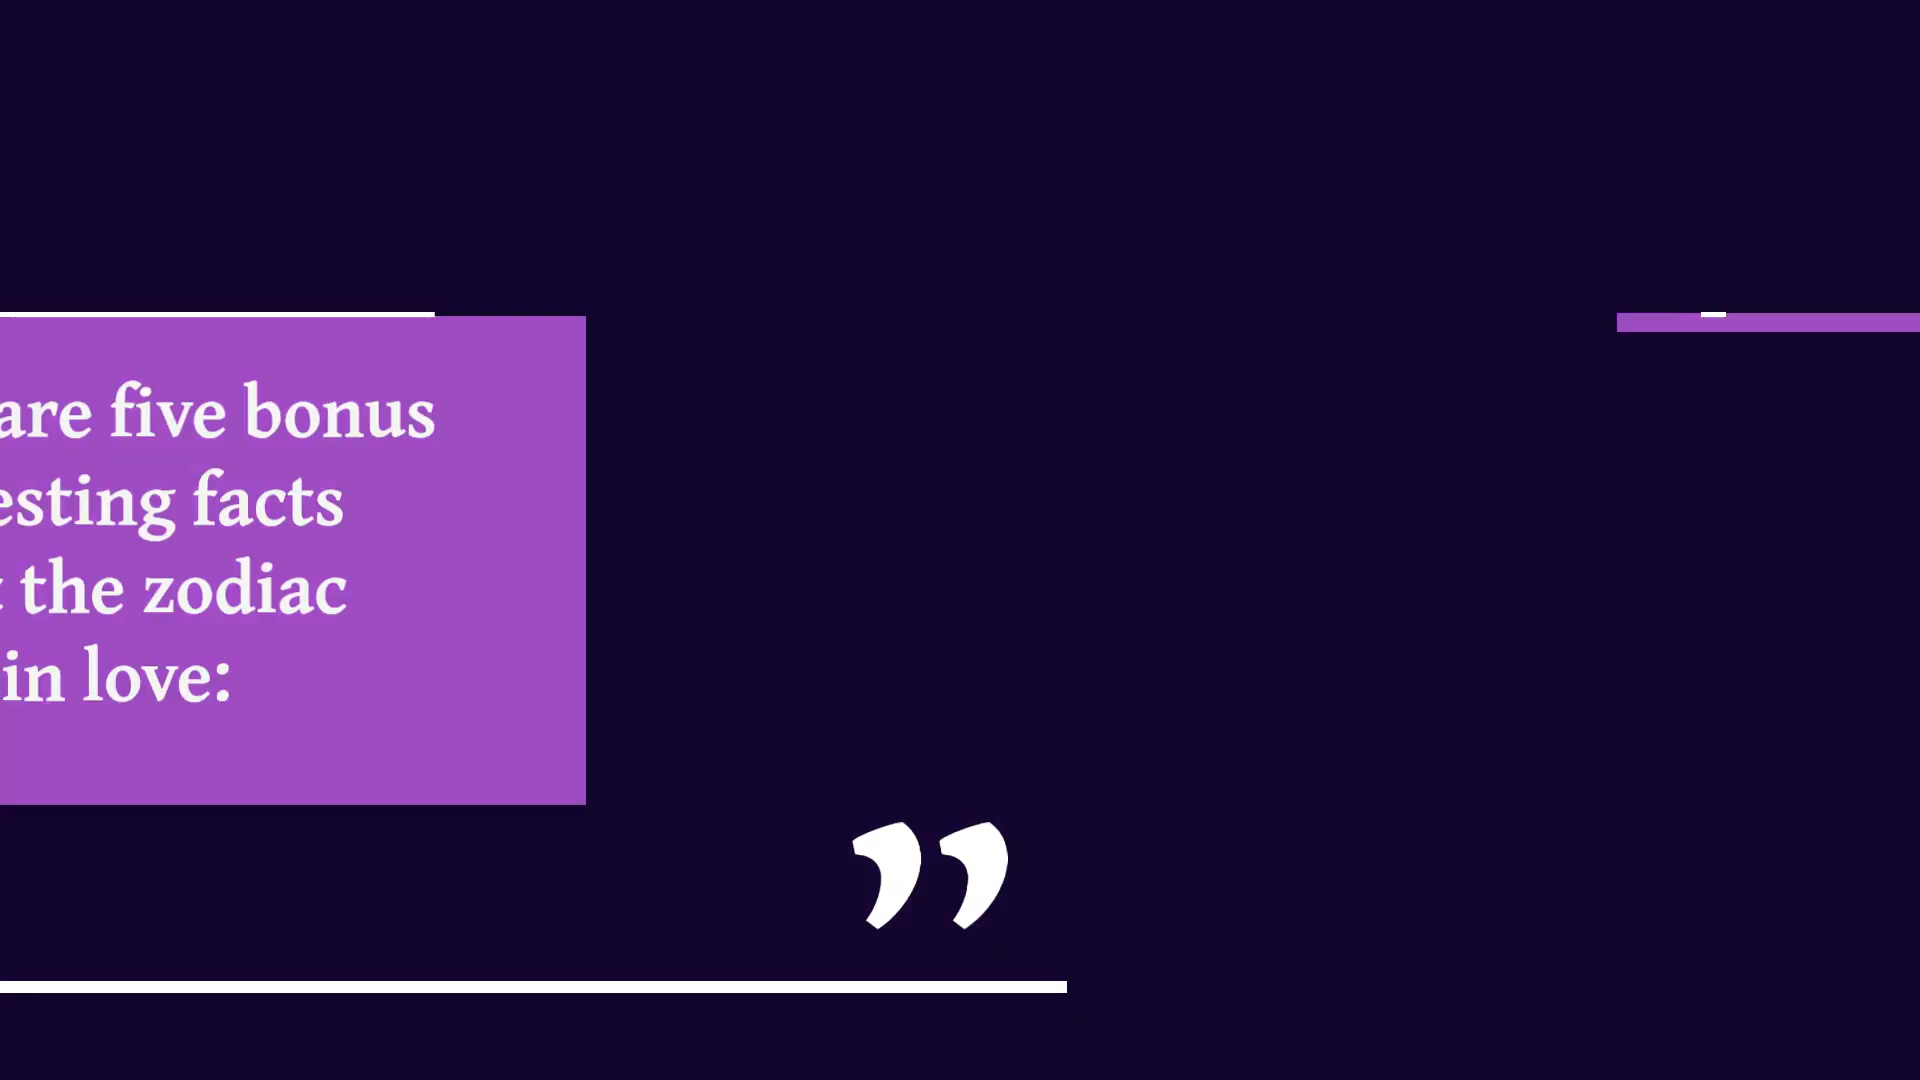 are five bonus
esting facts
the zodiac
in love:
”